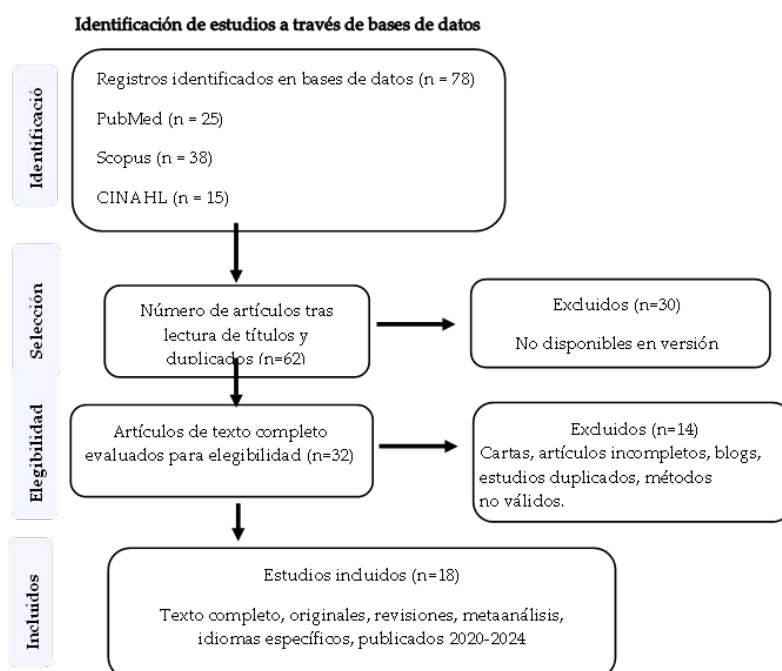 Identificación de estudios a través de bases de datos
Identificació
Registros identificados en bases de datos (n = 78)
PubMed (n = 25)
Scopus (n = 38)
CINAHL (n = 15)
Selección
Número de artículos tras
lectura de títulos y
duplicados (n=62)
Excluidos (n=30)
No disponibles en versión
Elegibilidad
Artículos de texto completo
evaluados para elegibilidad (n=32)
Excluidos (n=14)
Cartas, artículos incompletos, blogs,
estudios duplicados, métodos
no válidos.
Incluidos
Estudios incluidos (n=18)
Texto completo, originales, revisiones, metaanálisis,
idiomas específicos, publicados 2020-2024